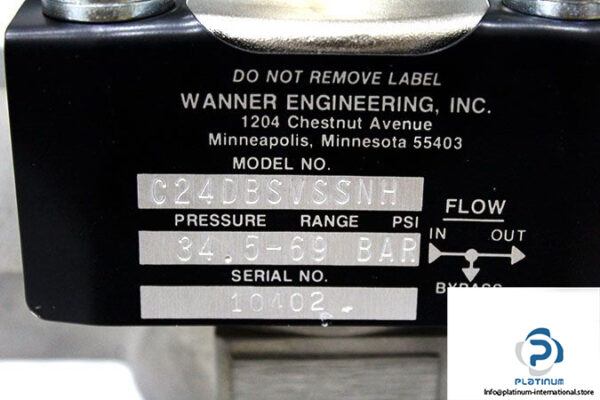 DO NOT REMOVE LABEL
WANNER ENGINEERING, INC.
1204 Chestnut Avenue
Minneapolis, Minnesota 55403
MODEL NO.
C24DBSVSSNH
PRESSURE RANGE PSI
34.5-69 BAR
SERIAL NO.
10402
FLOW
IN OUT
BYPASS
PLATINUM
info@platinum-international.store